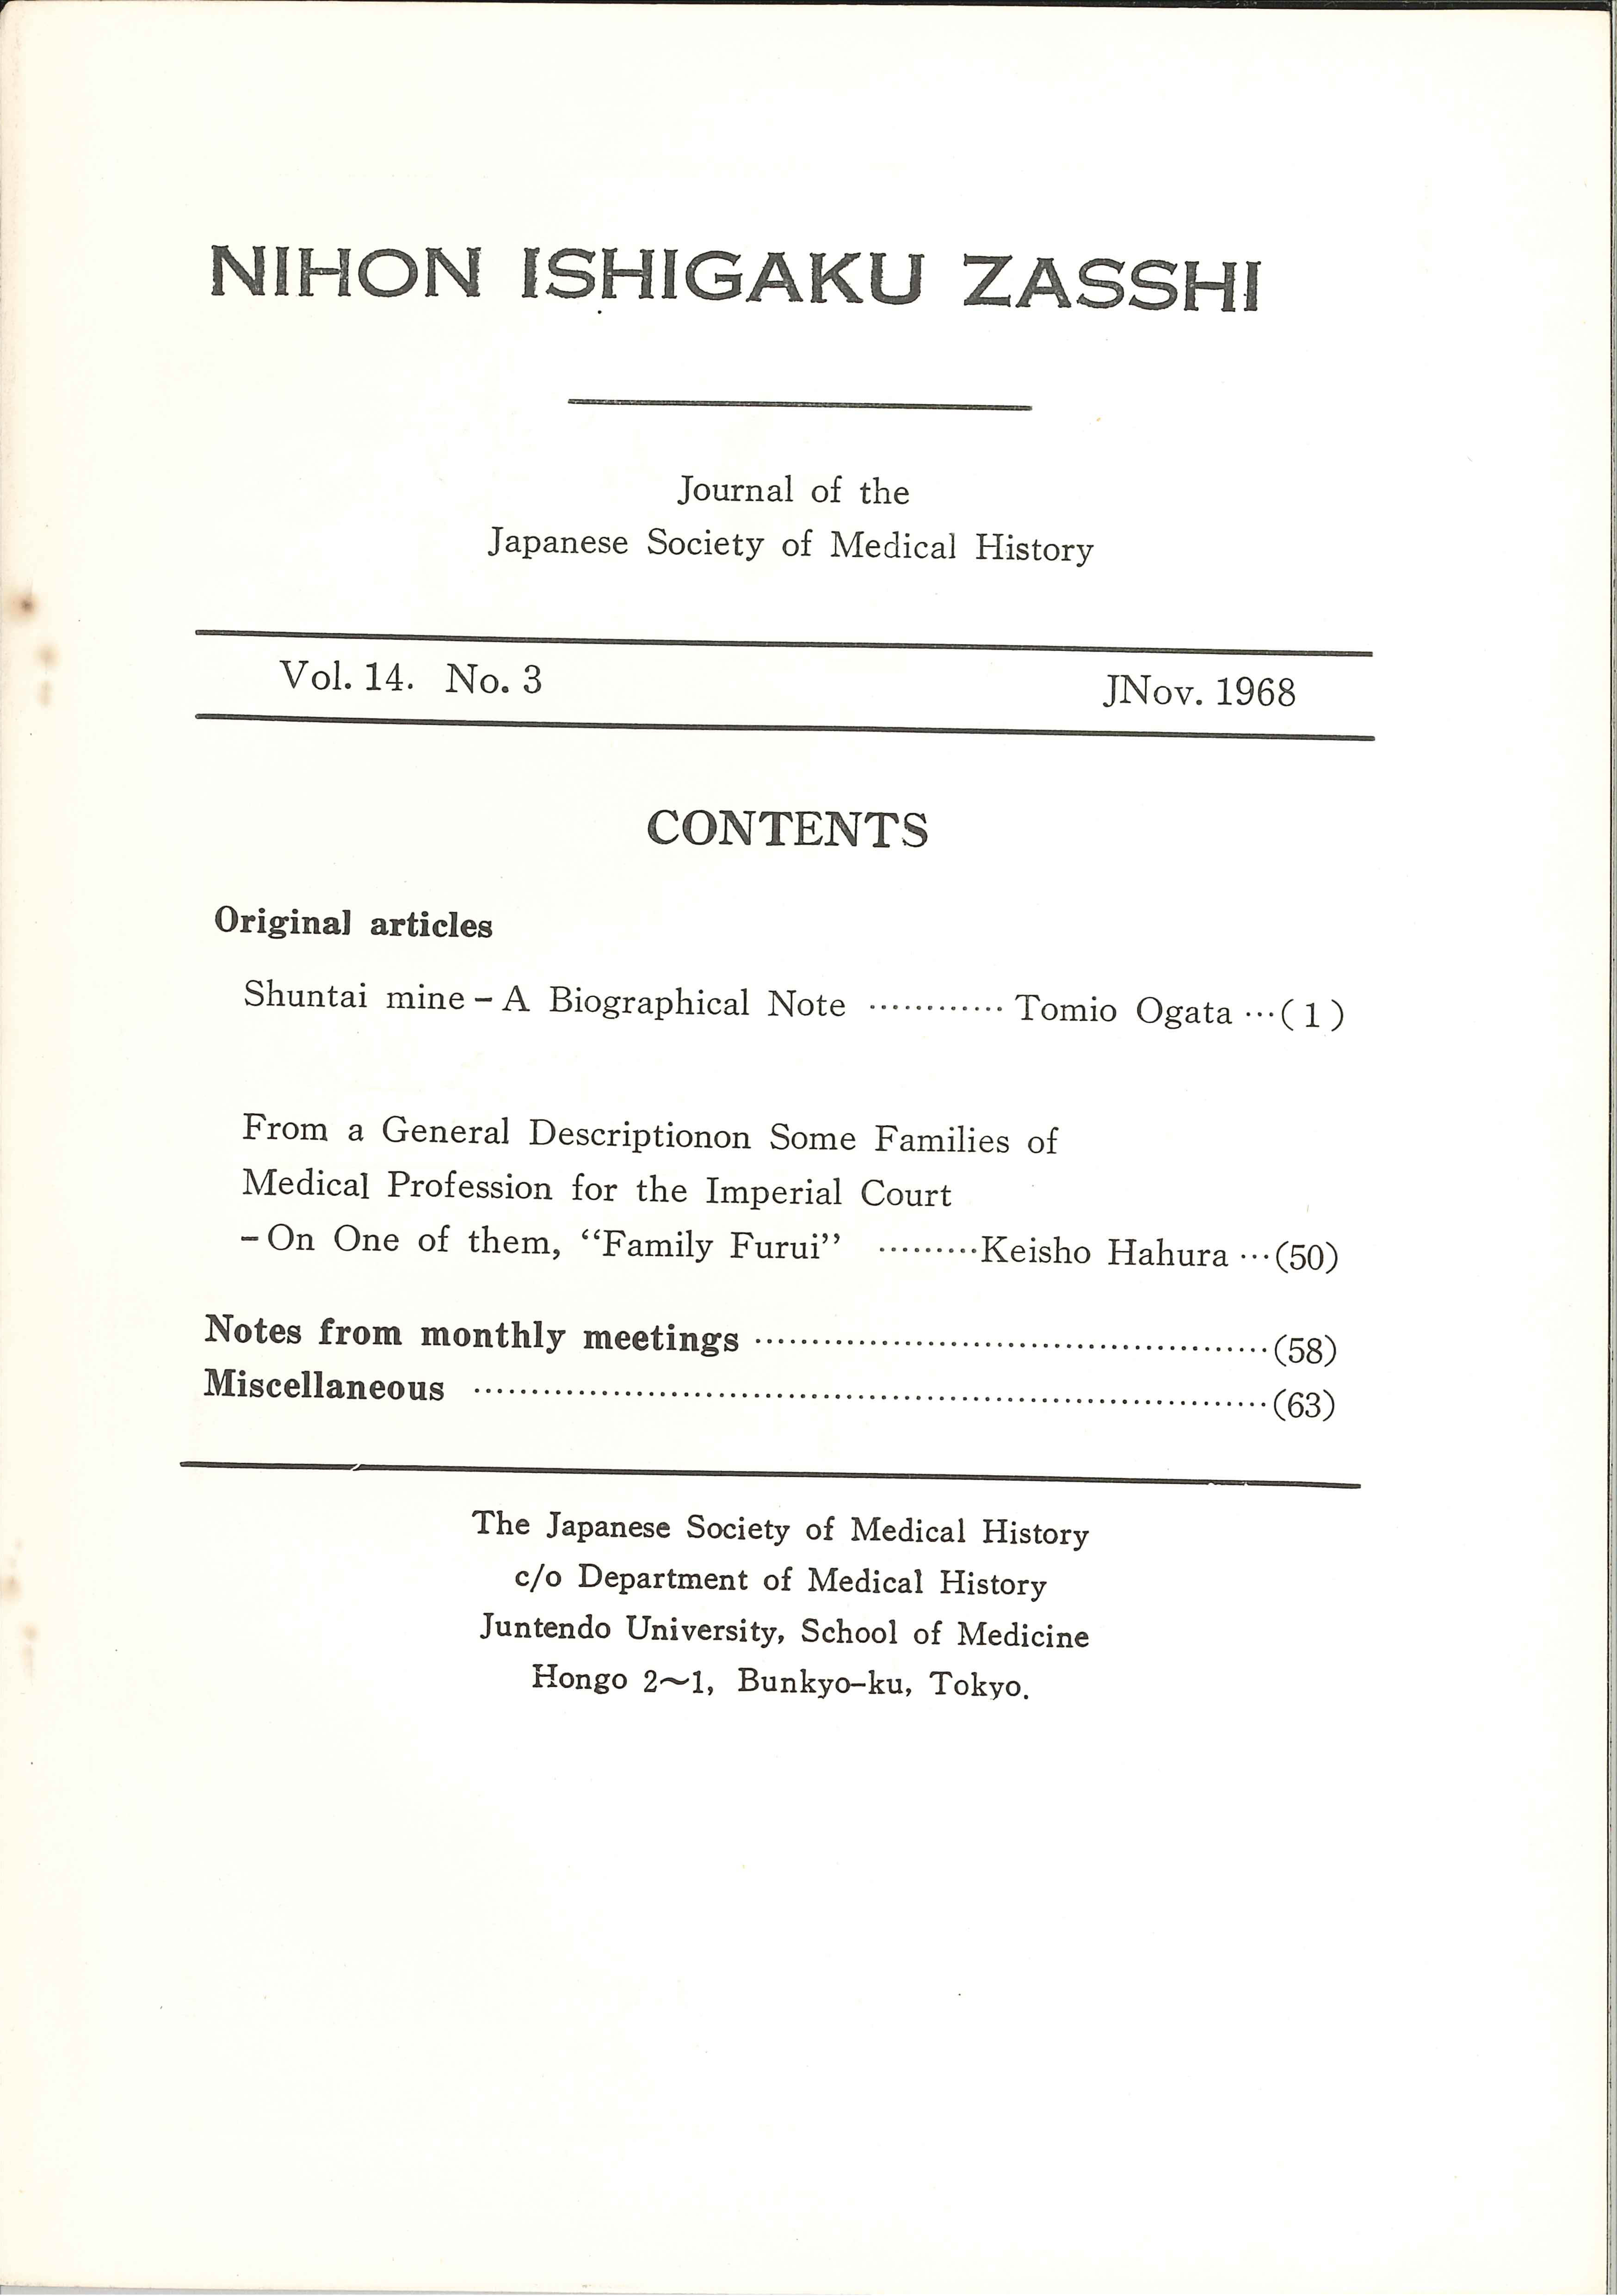 NIHON ISHIGAKU ZASSHI
Journal of the
Japanese Society of Medical History
Vol. 14. No. 3 JNov. 1968
CONTENTS
Original articles
Shuntai mine – A Biographical Note ………… Tomio Ogata …( 1 )
From a General Descriptionon Some Families of
Medical Profession for the Imperial Court
– On One of them, “Family Furui” ………Keisho Hahura …(50)
Notes from monthly meetings ……………………………………(58)
Miscellaneous …………………………………………………………(63)
The Japanese Society of Medical History
c/o Department of Medical History
Juntendo University, School of Medicine
Hongo 2~1, Bunkyo-ku, Tokyo.